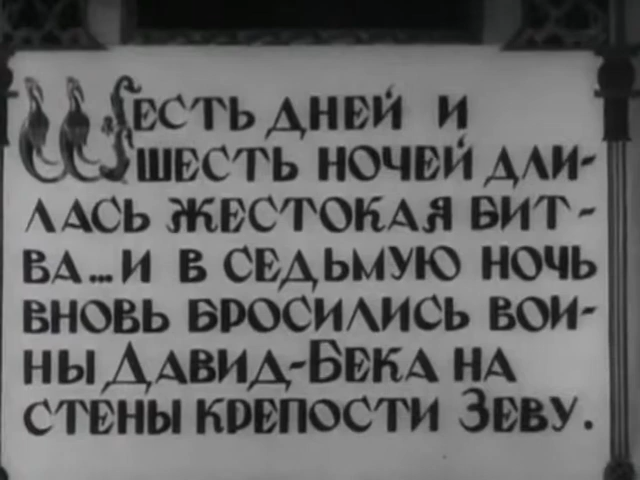 Шесть дней и
шесть ночей дли-
лась жестокая бит-
ва...и в седьмую ночь
вновь бросились вои-
ны Давид-Бека на
стены крепости Зеву.